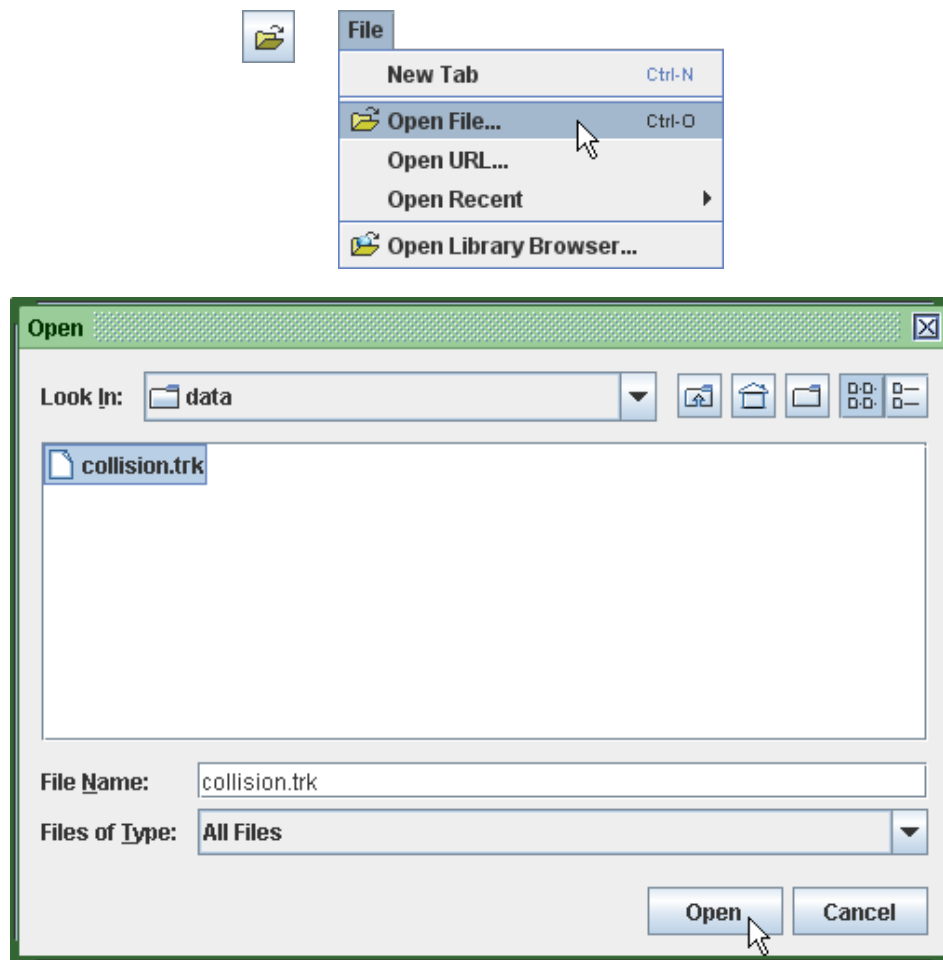 File
New Tab Ctrl-N
Open File... Ctrl-O
Open URL...
Open Recent
Open Library Browser...
Open
Look In: data
collision.trk
File Name: collision.trk
Files of Type: All Files
Open Cancel